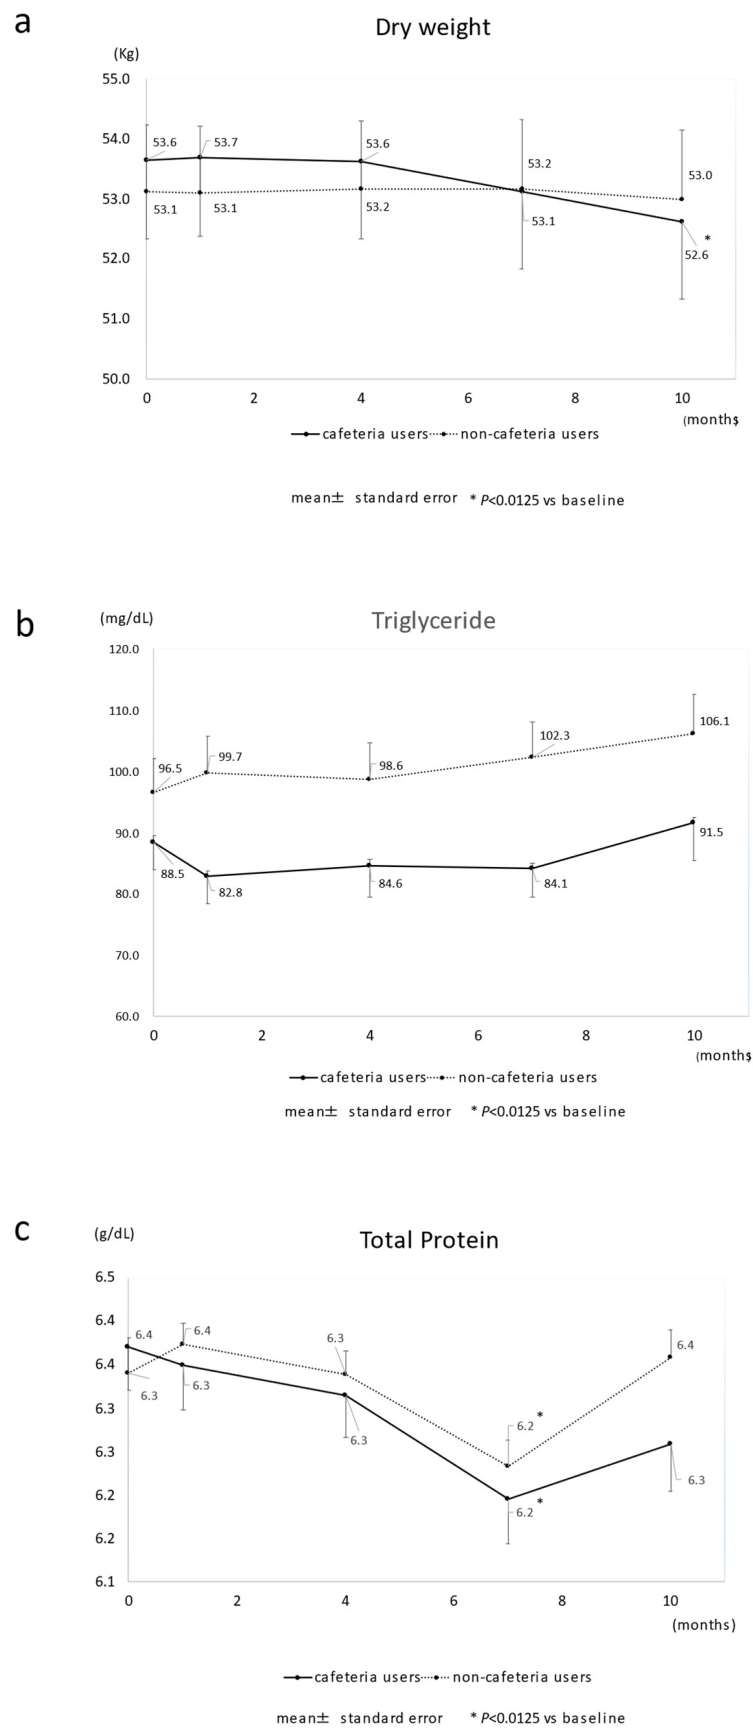 a
Dry weight
(Kg)
55.0
54.0
53.0
52.0
51.0
50.0
53.6
53.7
53.6
53.2
53.0
53.1
53.1
53.2
53.1
*
52.6
0 2 4 6 8 10
(month$
cafeteria users non-cafeteria users
mean± standard error * P<0.0125 vs baseline
b
(mg/dL)
Triglyceride
120.0
110.0
100.0
90.0
80.0
70.0
60.0
96.5
99.7
98.6
102.3
106.1
88.5
82.8
84.6
84.1
91.5
0 2 4 6 8 10
(month$
cafeteria users non-cafeteria users
mean± standard error * P<0.0125 vs baseline
c
(g/dL)
Total Protein
6.5
6.4
6.4
6.3
6.3
6.2
6.2
6.1
6.4
6.4
6.3
6.4
6.3
6.3
6.3
6.2 *
6.2 *
6.3
0 2 4 6 8 10
(months)
cafeteria users non-cafeteria users
mean± standard error * P<0.0125 vs baseline